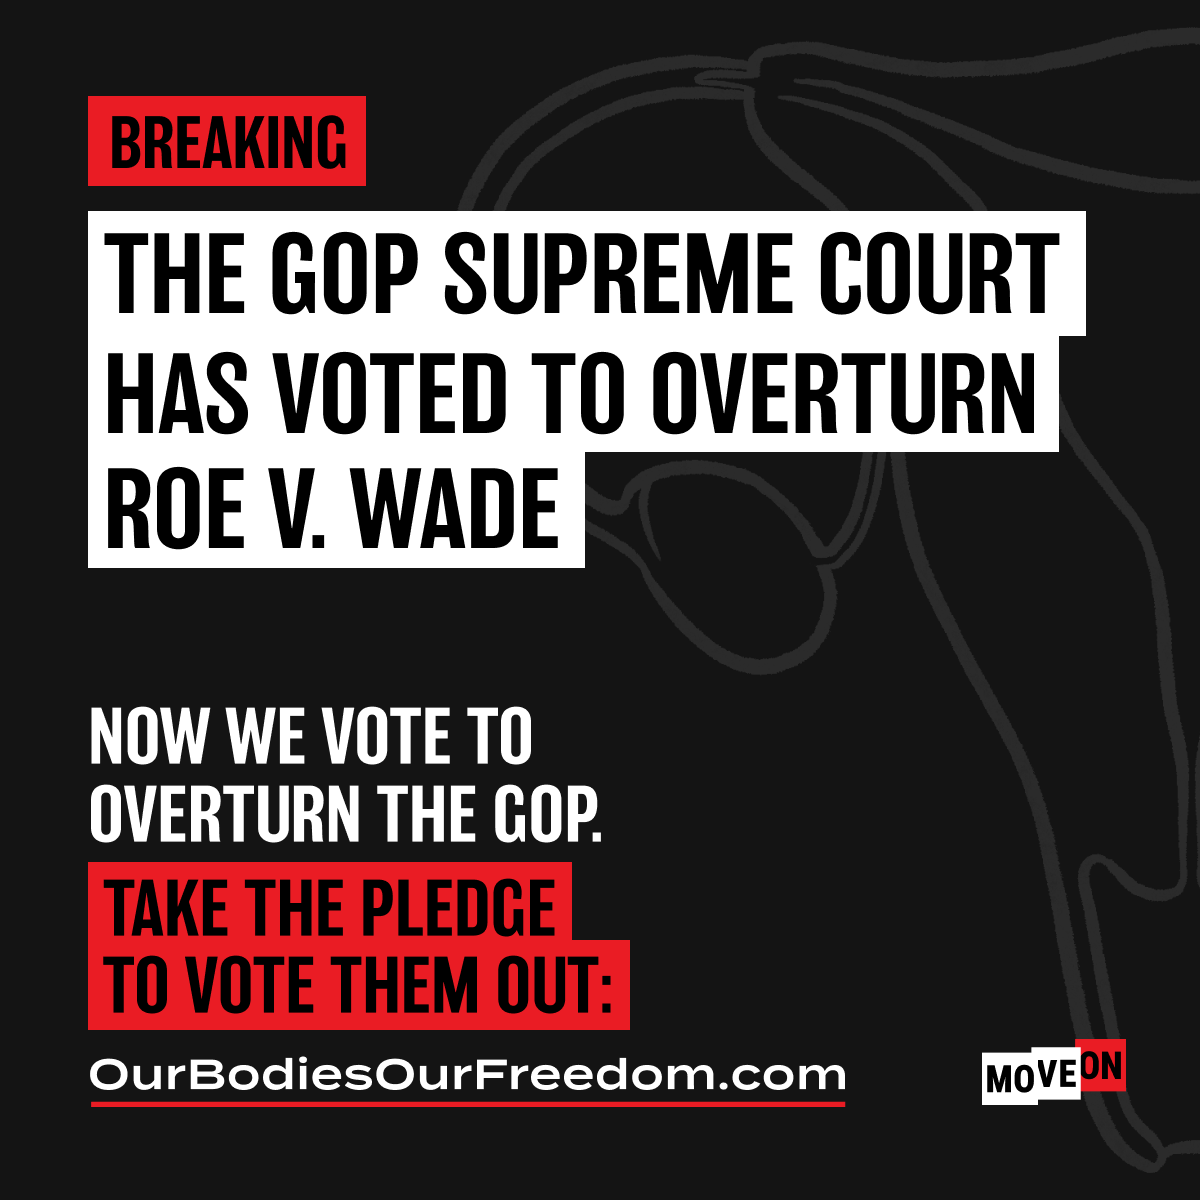 BREAKING
THE GOP SUPREME COURT
HAS VOTED TO OVERTURN
ROE V. WADE
NOW WE VOTE TO
OVERTURN THE GOP.
TAKE THE PLEDGE
TO VOTE THEM OUT:
OurBodiesOurFreedom.com
MOVEON